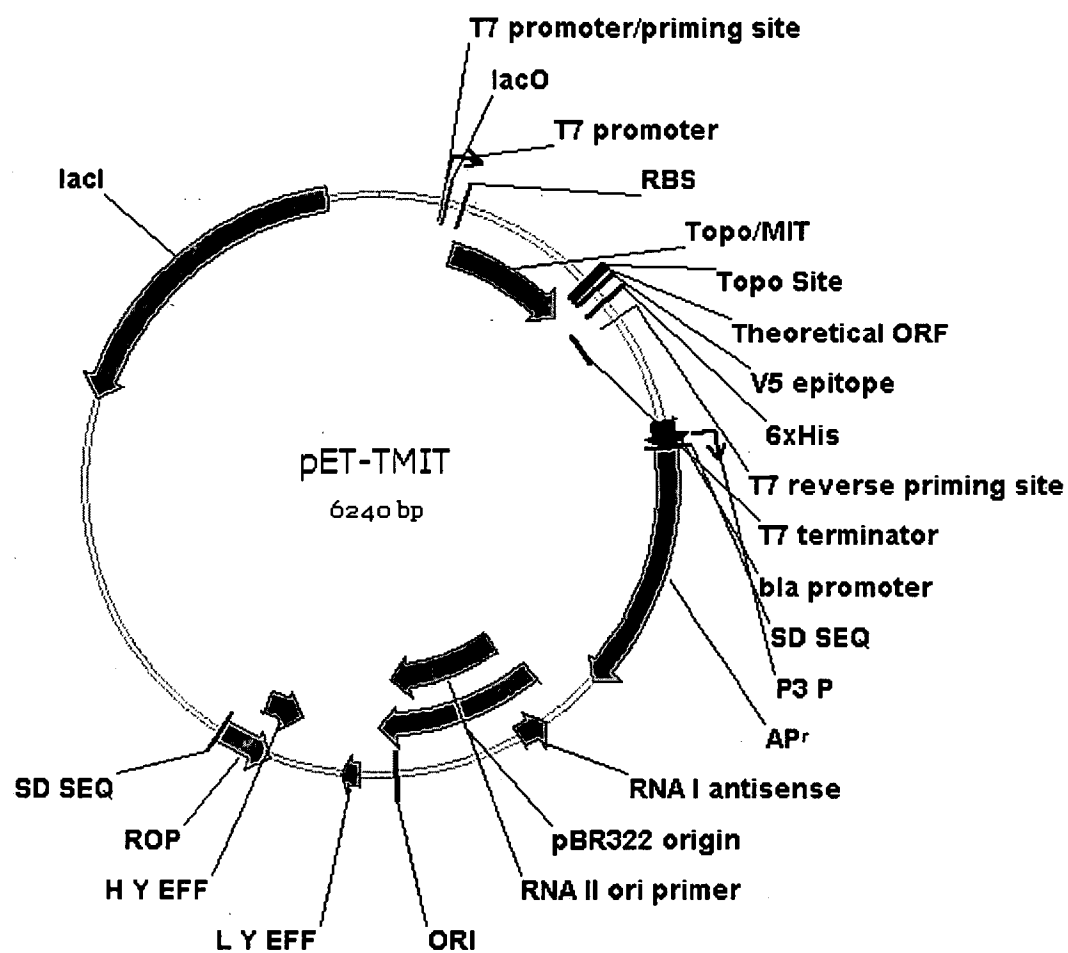 T7 promoter/priming site
lacO
T7 promoter
lacI
RBS
Topo/MIT
Topo Site
Theoretical ORF
V5 epitope
6xHis
pET-TMIT
6240 bp
T7 reverse priming site
T7 terminator
bla promoter
SD SEQ
P3 P
APr
SD SEQ
RNA I antisense
ROP
pBR322 origin
H Y EFF
RNA II ori primer
L Y EFF
ORI